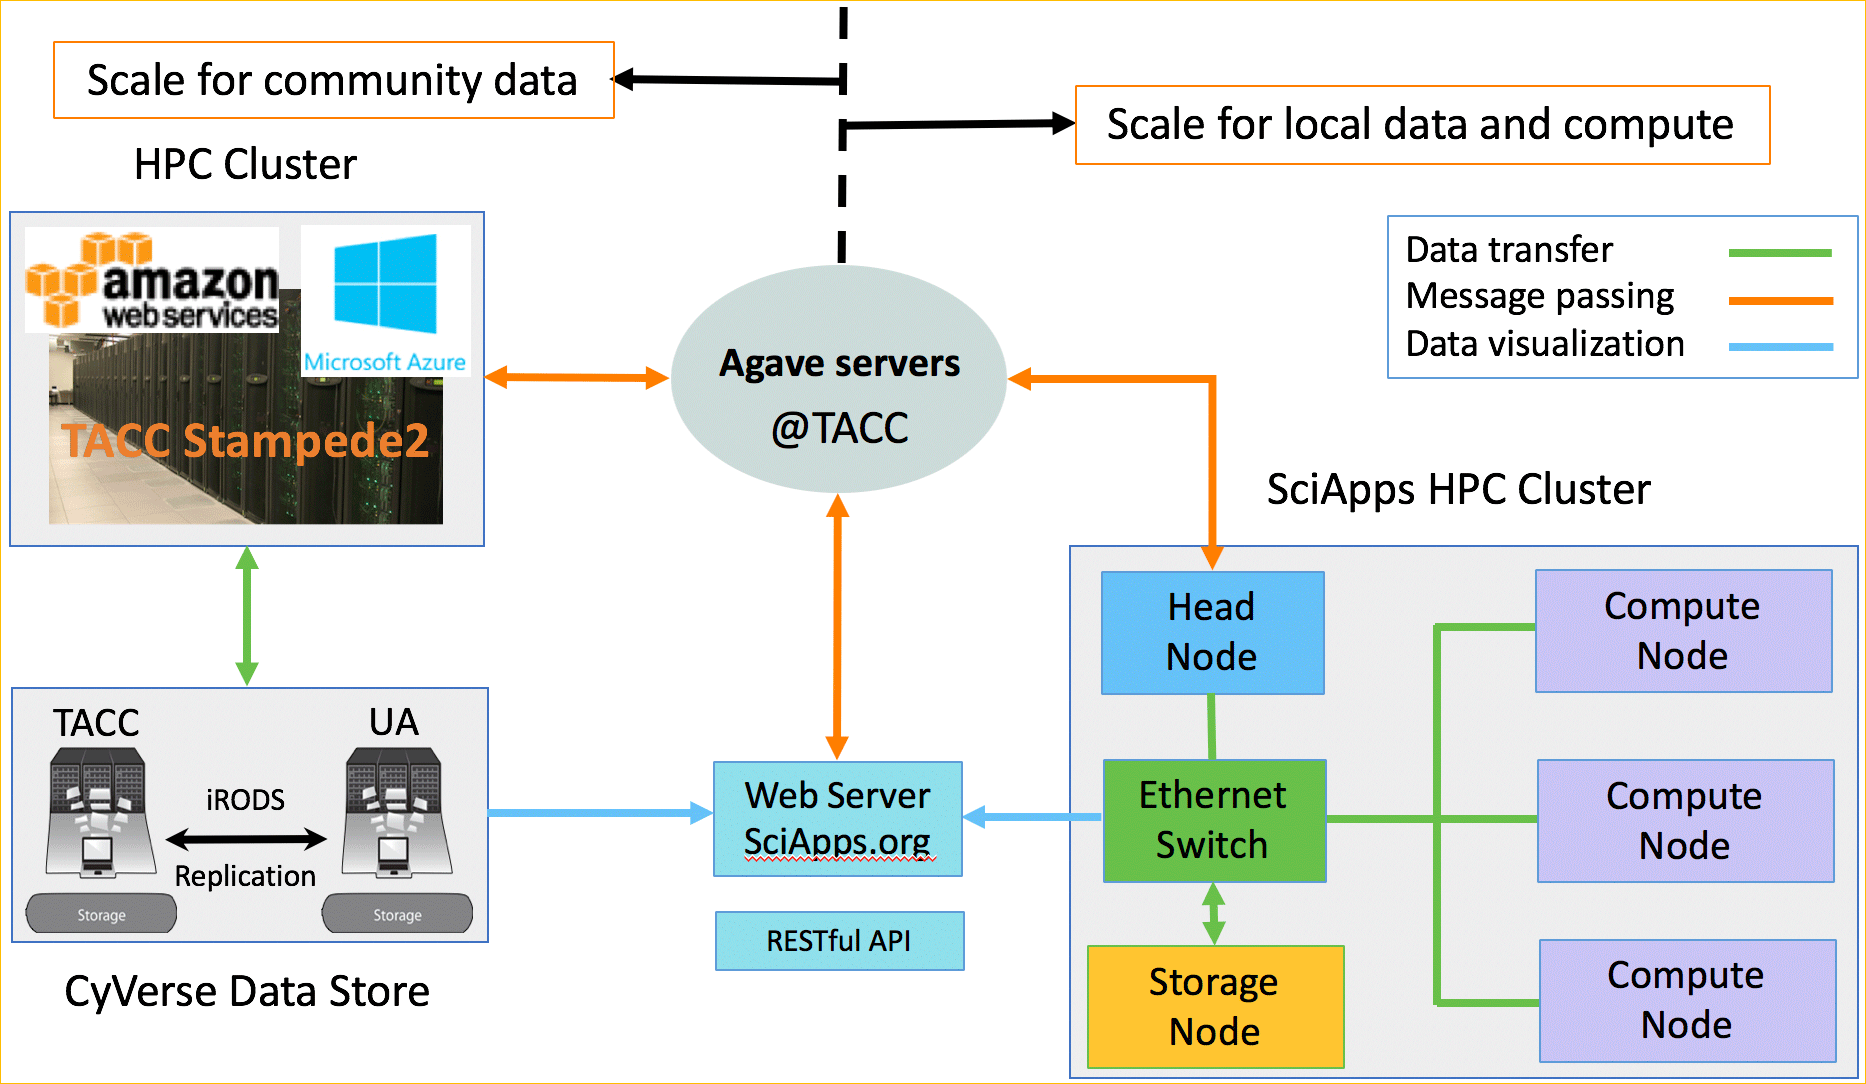 Scale for community data
Scale for local data and compute
HPC Cluster
amazon
webservices
Microsoft Azure
TACC Stampede2
Agave servers
@TACC
Data transfer
Message passing
Data visualization
SciApps HPC Cluster
Head
Node
Compute
Node
Ethernet
Switch
Compute
Node
Storage
Node
Compute
Node
TACC
UA
iRODS
Replication
Storage
Storage
CyVerse Data Store
Web Server
SciApps.org
RESTful API